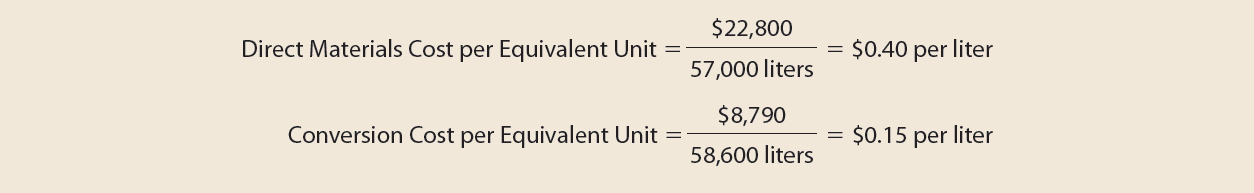 Direct Materials Cost per Equivalent Unit = $22,800 / 57,000 liters = $0.40 per liter
Conversion Cost per Equivalent Unit = $8,790 / 58,600 liters = $0.15 per liter